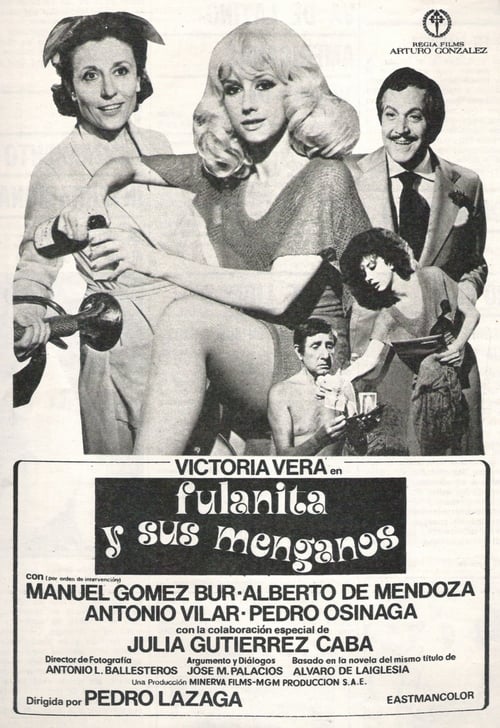 REGIA FILMS
ARTURO GONZALEZ
VICTORIA VERA en
fulanita
y sus menganos
con (por orden de intervención)
MANUEL GOMEZ BUR · ALBERTO DE MENDOZA
ANTONIO VILAR · PEDRO OSINAGA
con la colaboración especial de
JULIA GUTIERREZ CABA
Director de Fotografía Argumento y Diálogos Basado en la novela del mismo título de
ANTONIO L. BALLESTEROS JOSE M. PALACIOS ALVARO DE LAIGLESIA
Una Producción MINERVA FILMS-MGM PRODUCCION S.A.E.
Dirigida por PEDRO LAZAGA EASTMANCOLOR